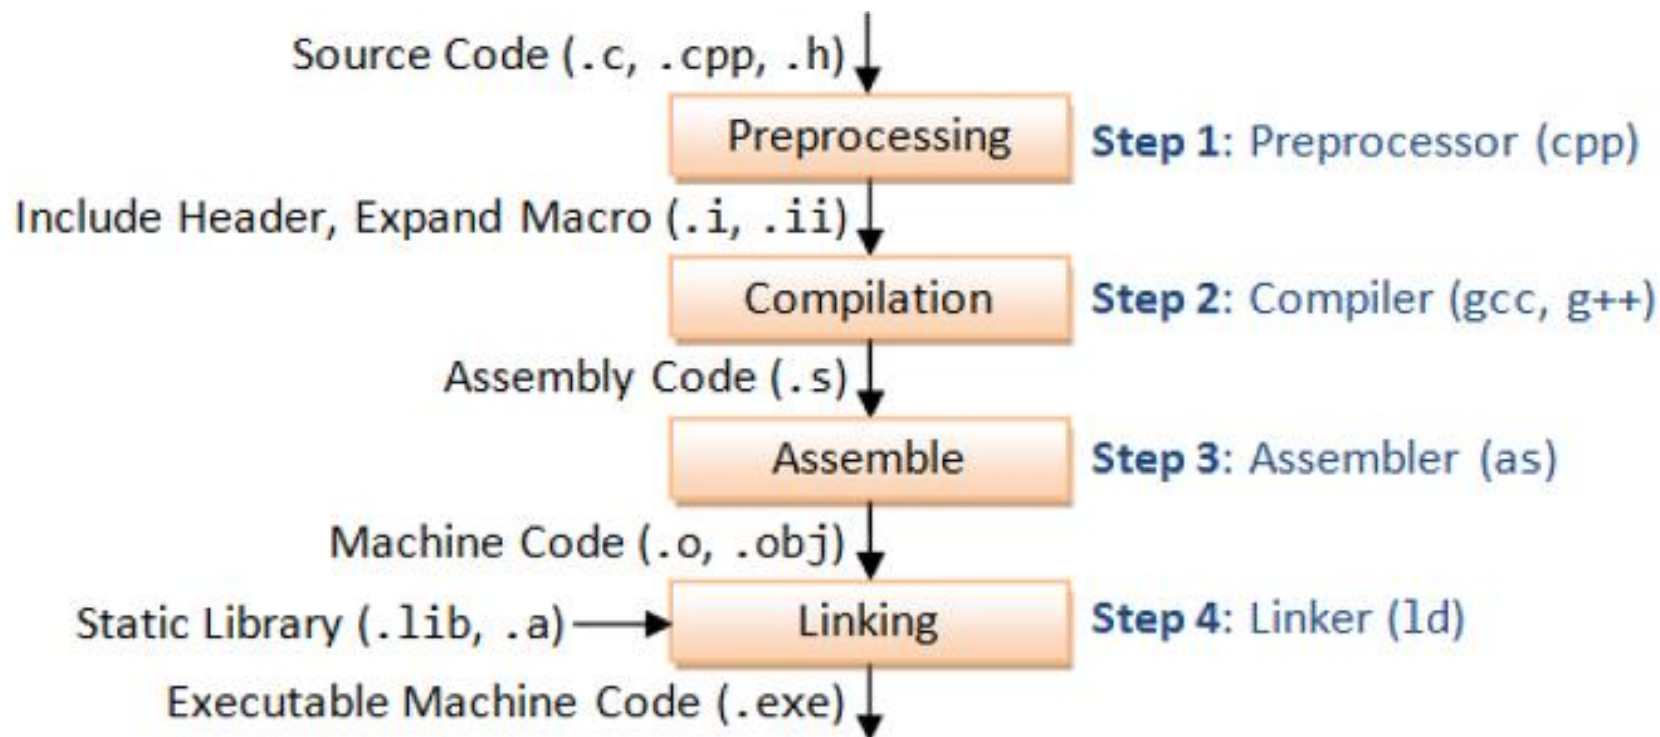 Source Code (.c, .cpp, .h)
Preprocessing
Step 1: Preprocessor (cpp)
Include Header, Expand Macro (.i, .ii)
Compilation
Step 2: Compiler (gcc, g++)
Assembly Code (.s)
Assemble
Step 3: Assembler (as)
Machine Code (.o, .obj)
Static Library (.lib, .a)
Linking
Step 4: Linker (ld)
Executable Machine Code (.exe)